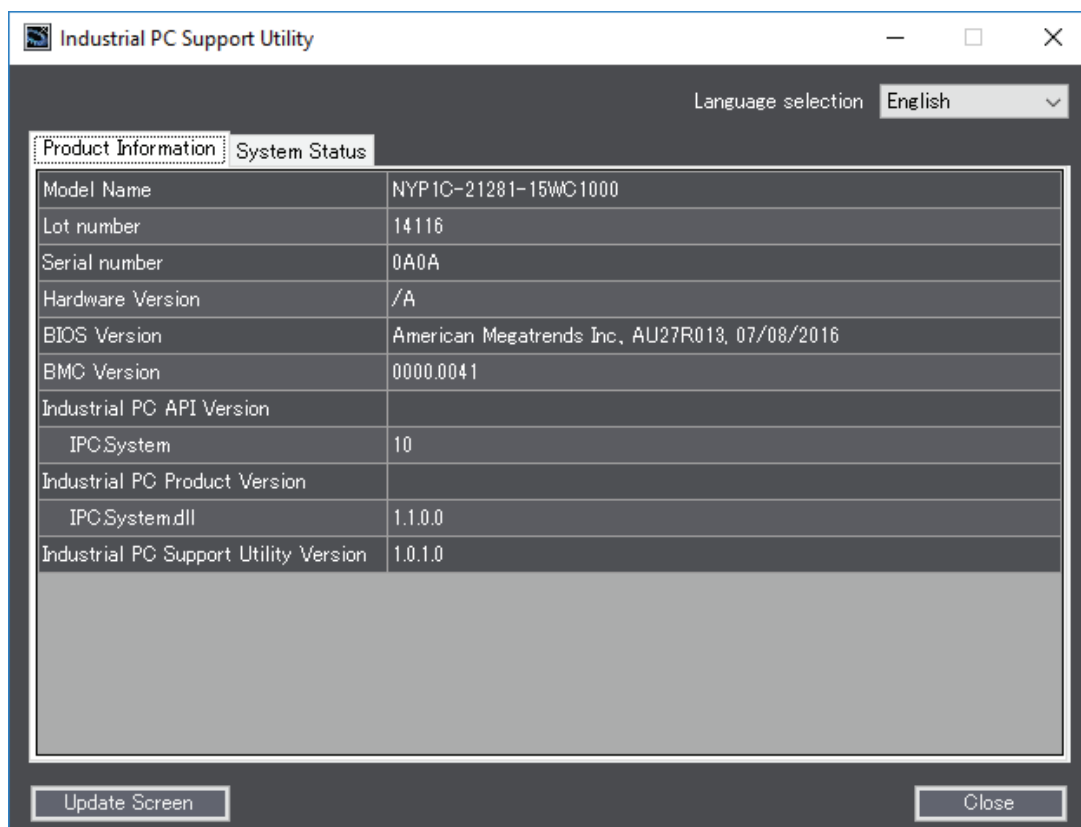 Industrial PC Support Utility
Language selection English
Product Information System Status
Model Name NYP1C-21281-15WC1000
Lot number 14116
Serial number 0A0A
Hardware Version /A
BIOS Version American Megatrends Inc, AU27R013, 07/08/2016
BMC Version 0000.0041
Industrial PC API Version
IPC.System 10
Industrial PC Product Version
IPC.System.dll 1.1.0.0
Industrial PC Support Utility Version 1.0.1.0
Update Screen Close